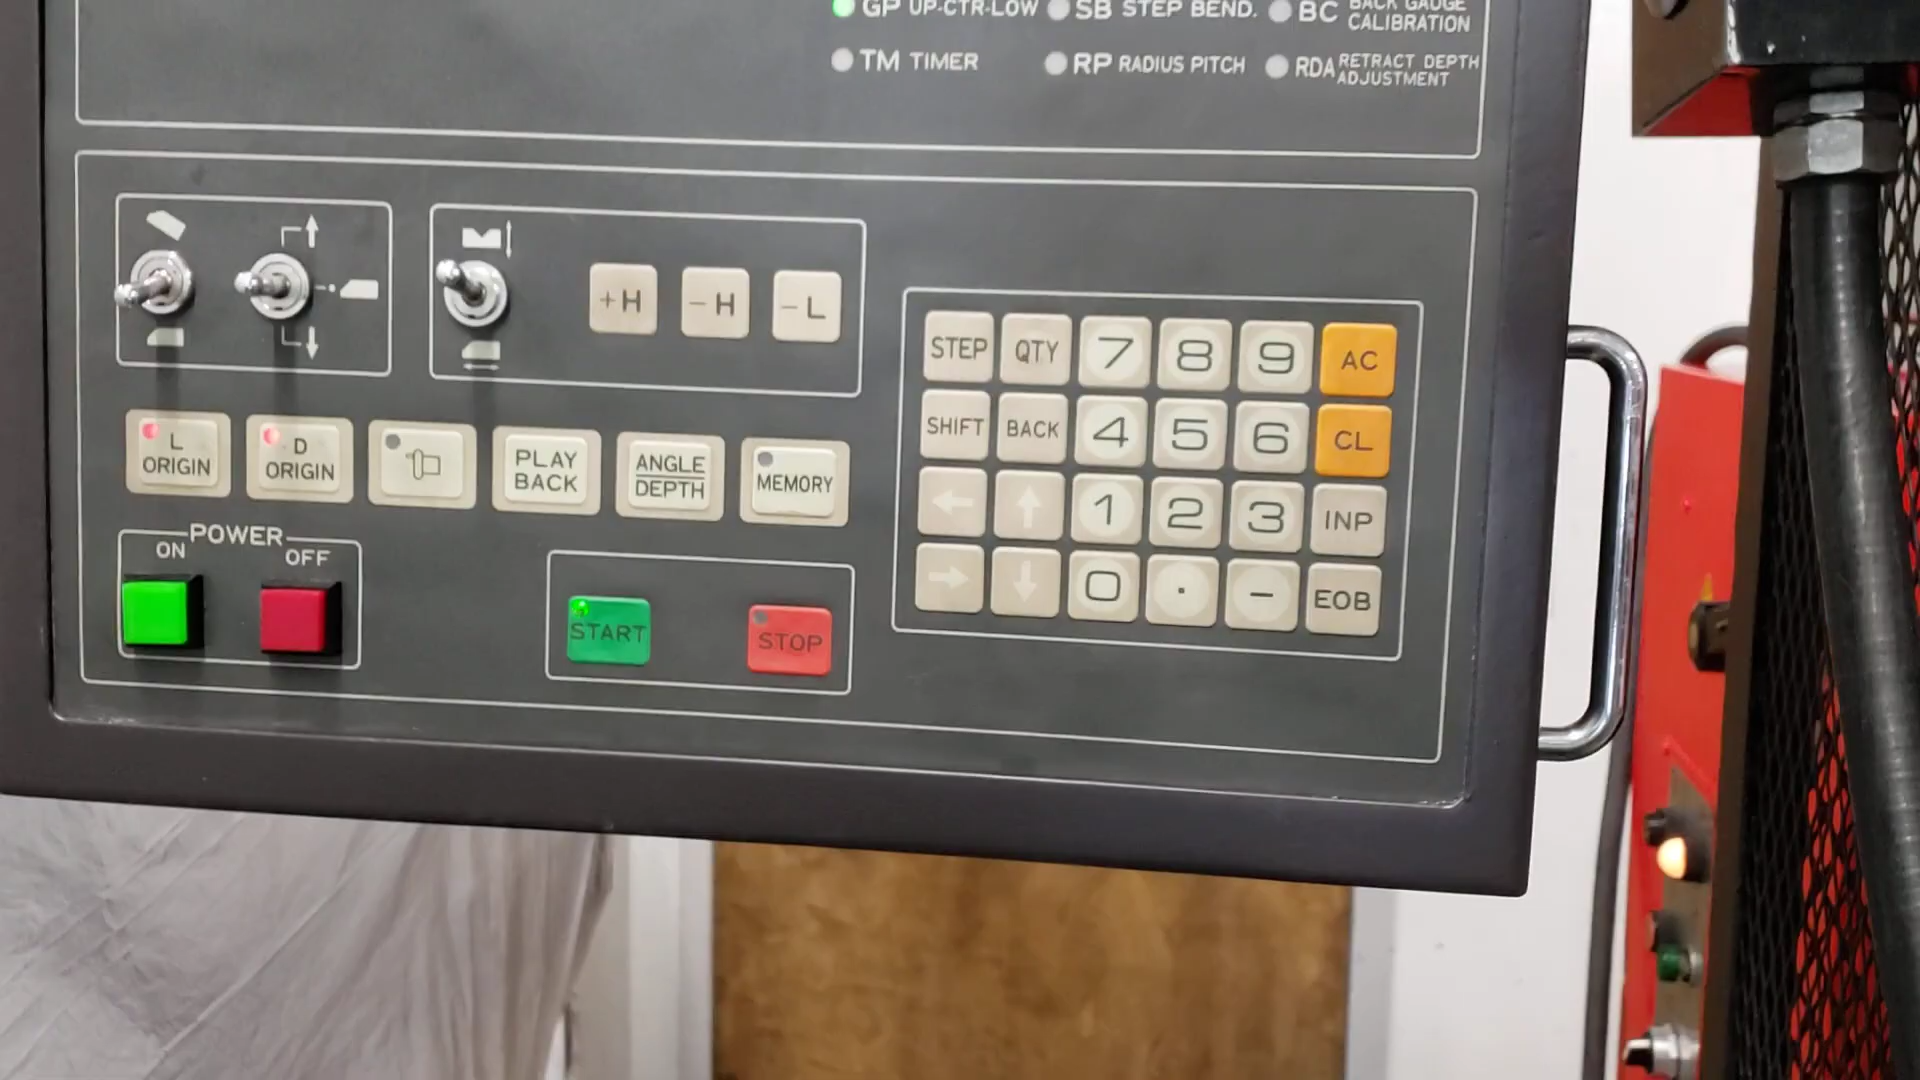 GP UP-CTR-LOW SB STEP BEND. BC BACK GAUGE
CALIBRATION
TM TIMER RP RADIUS PITCH RDA RETRACT DEPTH
ADJUSTMENT
+H -H -L
STEP QTY 7 8 9 AC
SHIFT BACK 4 5 6 CL
1 2 3 INP
0 . - EOB
L
ORIGIN
D
ORIGIN
PLAY
BACK
ANGLE
DEPTH
MEMORY
POWER
ON OFF
START STOP